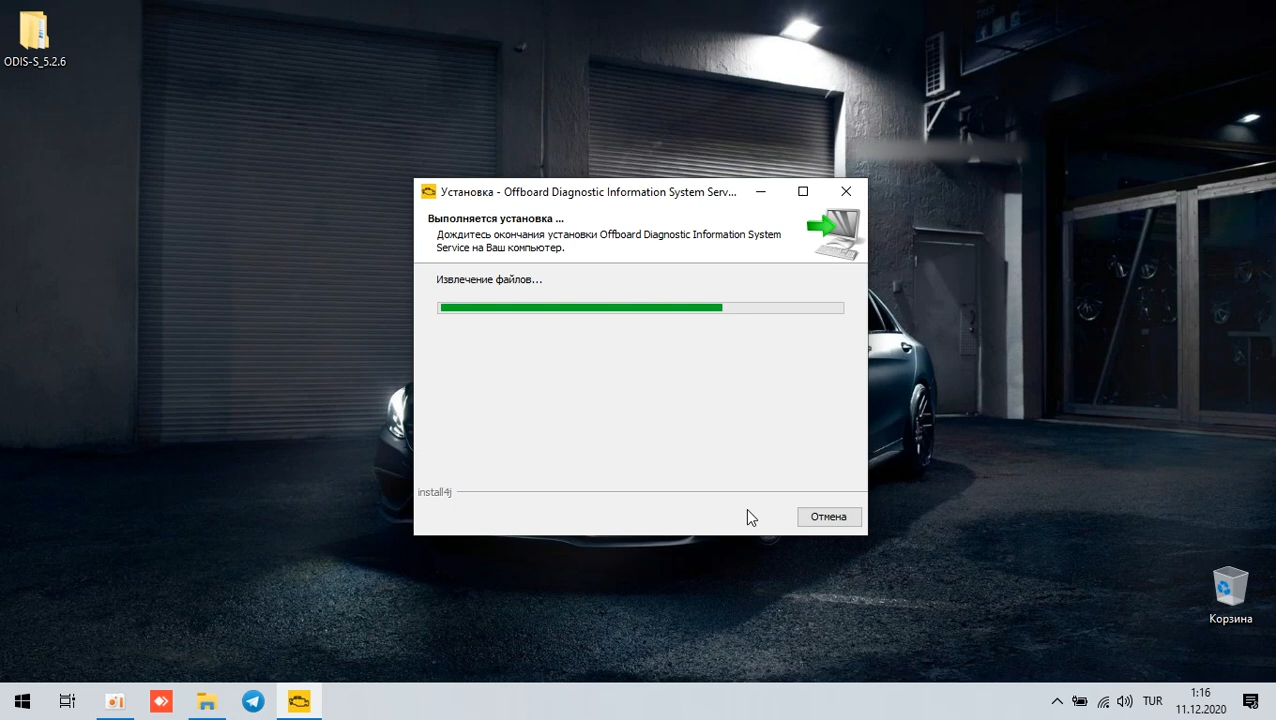 ODIS-S_5.2.6
Установка - Offboard Diagnostic Information System Serv...
Выполняется установка ...
Дождитесь окончания установки Offboard Diagnostic Information System
Service на Ваш компьютер.
Извлечение файлов...
install4j
Отмена
Корзина
TUR
1:16
11.12.2020